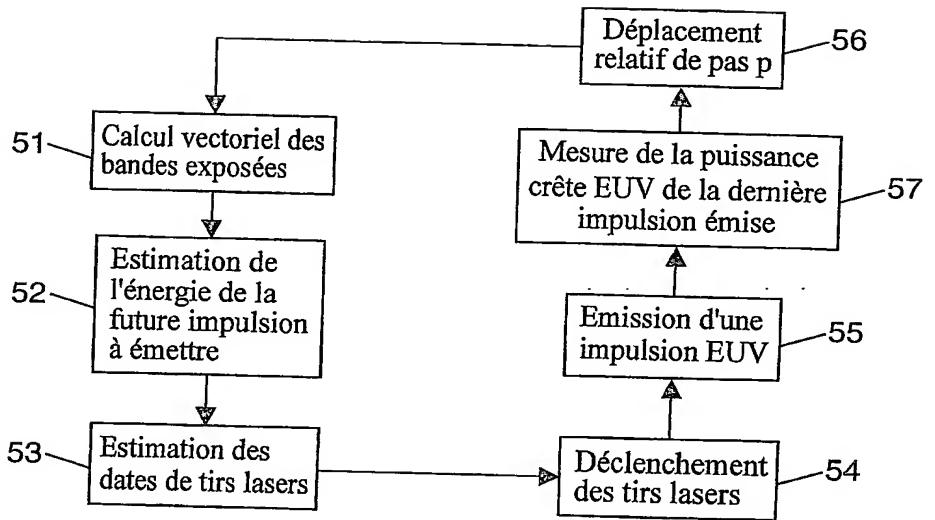 51
Calcul vectoriel des
bandes exposées
52
Estimation de
l'énergie de la
future impulsion
à émettre
53
Estimation des
dates de tirs lasers
Déclenchement
des tirs lasers
54
Emission d'une
impulsion EUV
55
Mesure de la puissance
crête EUV de la dernière
impulsion émise
57
Déplacement
relatif de pas p
56